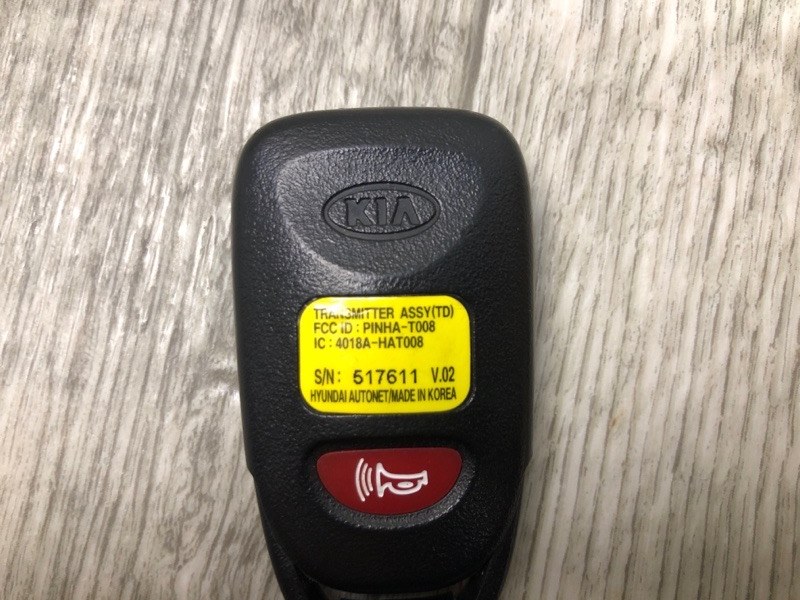 KIA
TRANSMITTER ASSY(TD)
FCC ID : PINHA-T008
IC : 4018A-HAT008
S/N: 517611 V.02
HYUNDAI AUTONET/MADE IN KOREA